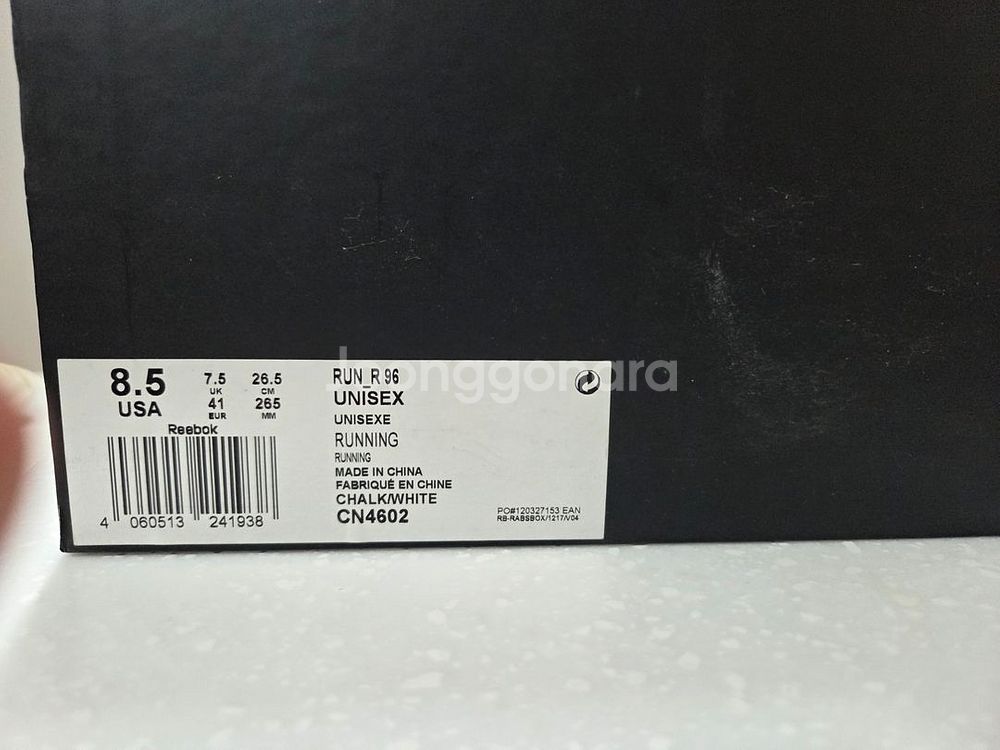 8.5
USA
7.5
UK
41
EUR
26.5
CM
265
MM
Reebok
4 060513 241938
RUN_R 96
UNISEX
UNISEXE
RUNNING
RUNNING
MADE IN CHINA
FABRIQUÉ EN CHINE
CHALK/WHITE
CN4602
PO#120327153 EAN
RB-RABSBOX/1217/V04
Joonggonara